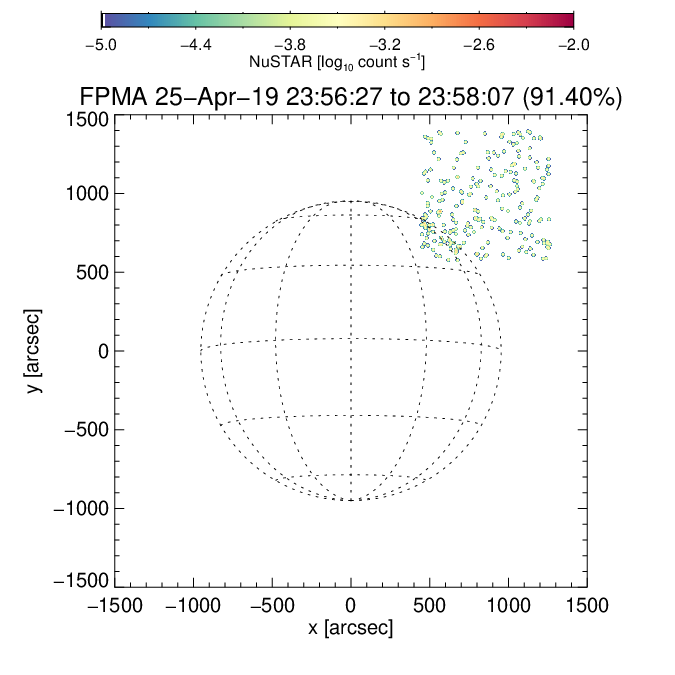 −5.0 −4.4 −3.8 −3.2 −2.6 −2.0
NuSTAR [log₁₀ count s⁻¹]
FPMA 25−Apr−19 23:56:27 to 23:58:07 (91.40%)
1500
1000
500
0
−500
−1000
−1500
y [arcsec]
−1500 −1000 −500 0 500 1000 1500
x [arcsec]